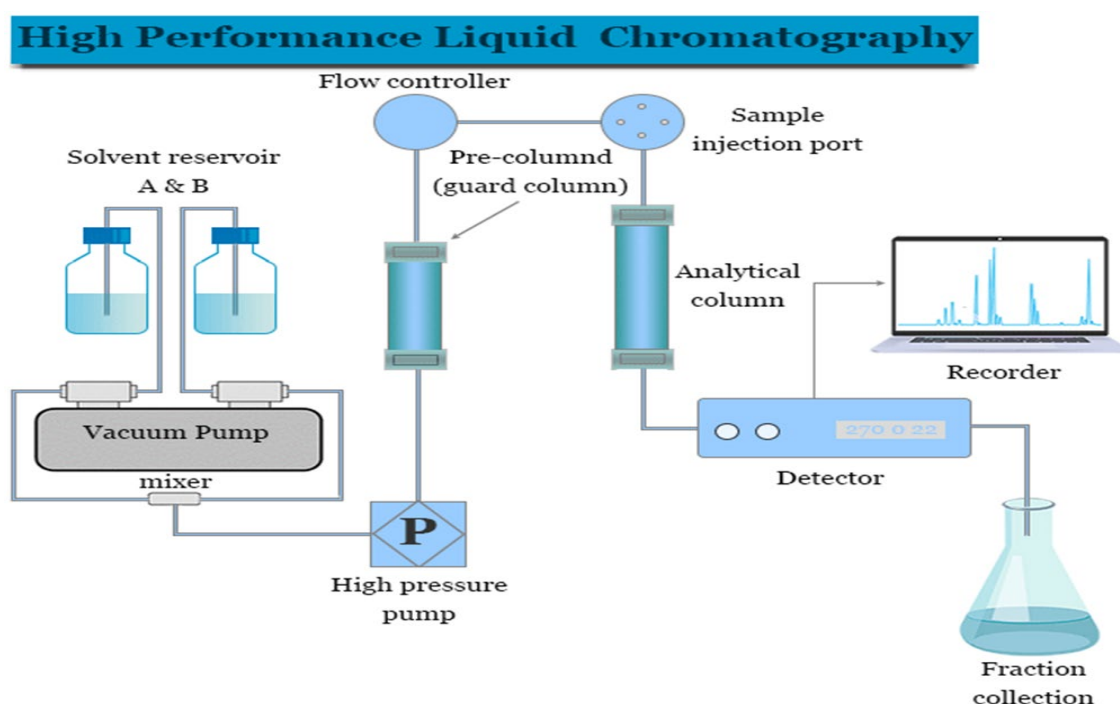 High Performance Liquid Chromatography
Flow controller
Sample
injection port
Solvent reservoir
A & B
Pre-columnd
(guard column)
Analytical
column
Recorder
Vacuum Pump
270 0 22
Detector
mixer
P
High pressure
pump
Fraction
collection